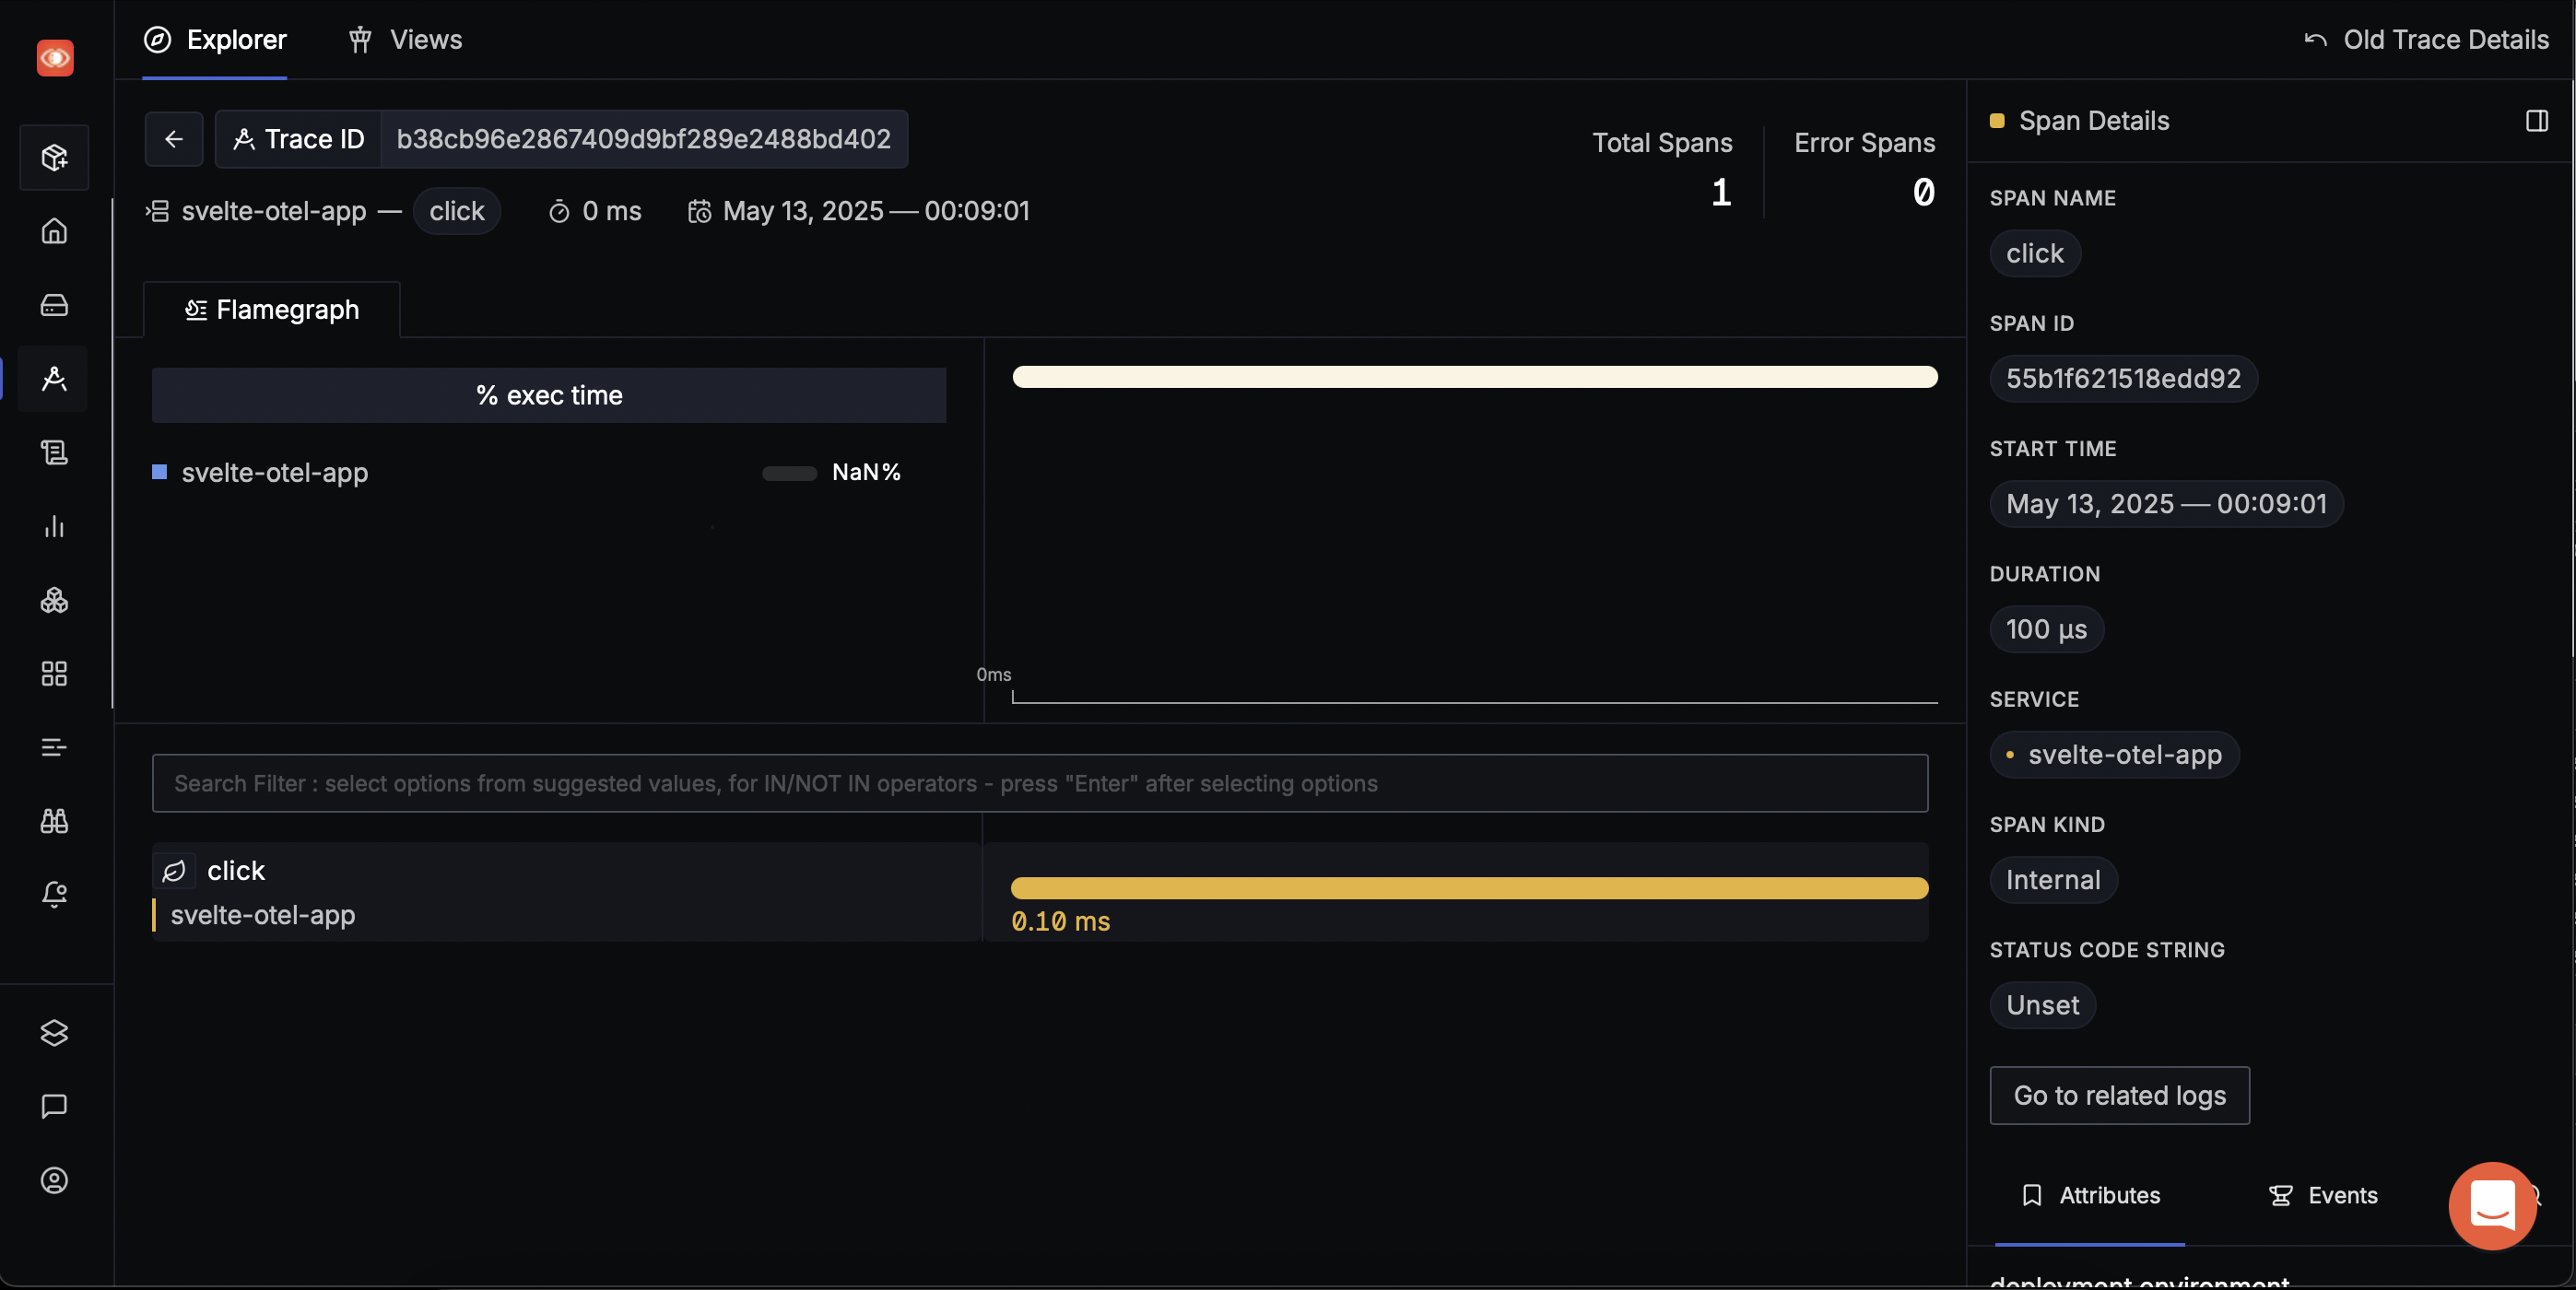 Explorer
Views
Old Trace Details
Trace ID
b38cb96e2867409d9bf289e2488bd402
svelte-otel-app — click
0 ms
May 13, 2025 — 00:09:01
Total Spans
1
Error Spans
0
Flamegraph
% exec time
svelte-otel-app
NaN%
0ms
Search Filter : select options from suggested values, for IN/NOT IN operators - press "Enter" after selecting options
click
svelte-otel-app
0.10 ms
Span Details
SPAN NAME
click
SPAN ID
55b1f621518edd92
START TIME
May 13, 2025 — 00:09:01
DURATION
100 µs
SERVICE
svelte-otel-app
SPAN KIND
Internal
STATUS CODE STRING
Unset
Go to related logs
Attributes
Events
deployment environment